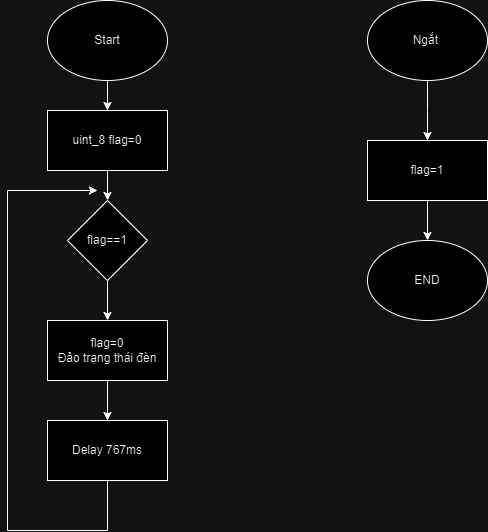 Start
Ngắt
uint_8 flag=0
flag=1
flag==1
END
flag=0
Đảo trạng thái đèn
Delay 767ms